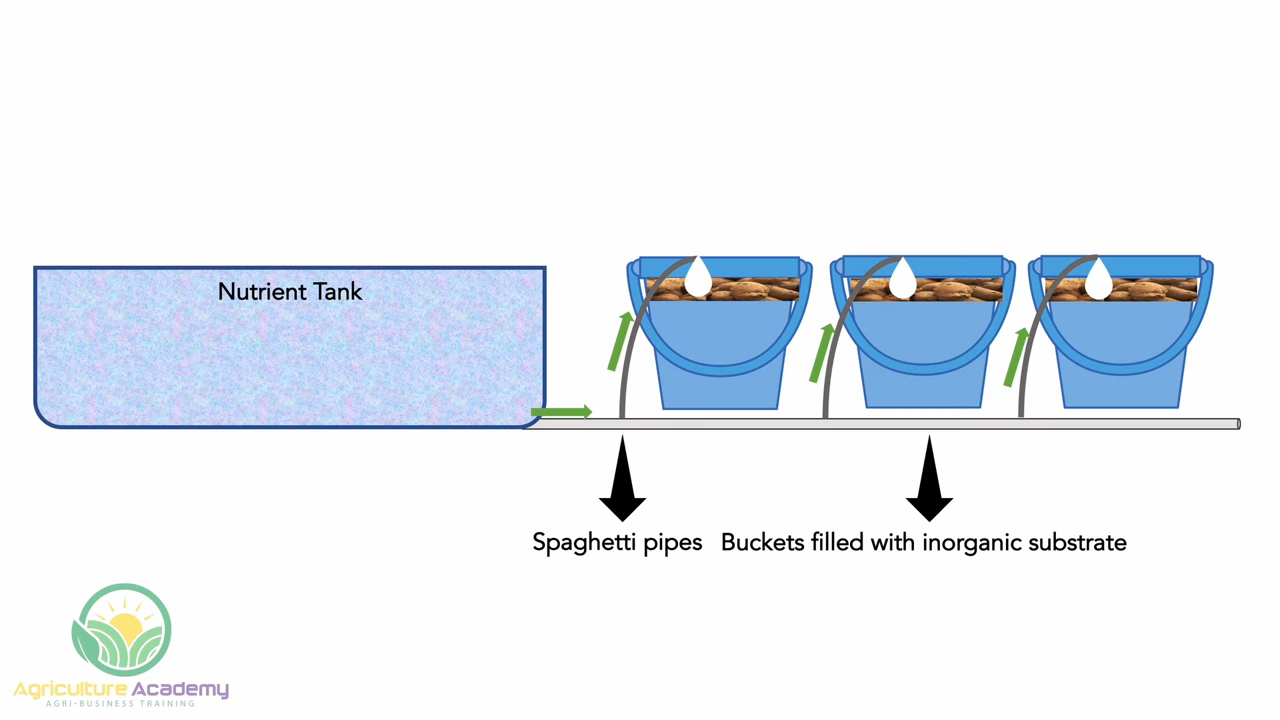 Nutrient Tank
Spaghetti pipes
Buckets filled with inorganic substrate
Agriculture Academy
AGRI-BUSINESS TRAINING